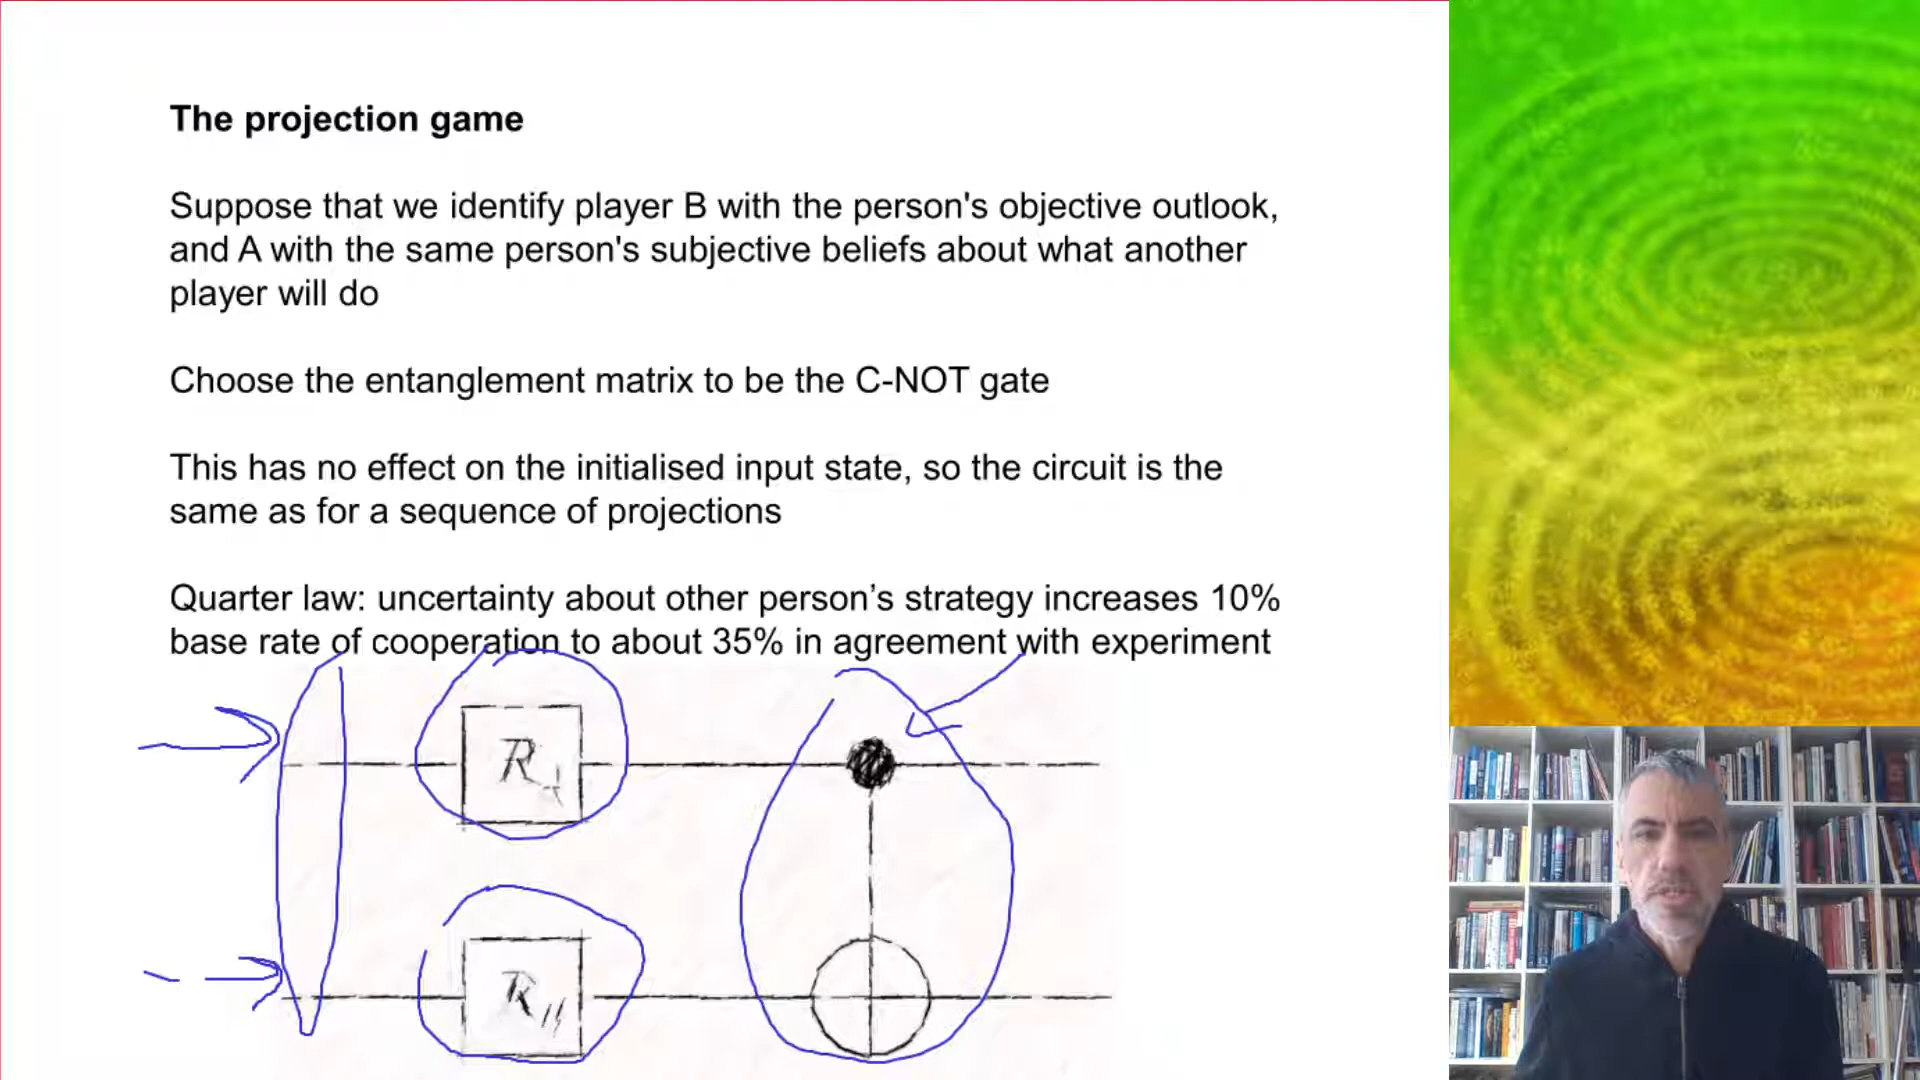 The projection game
Suppose that we identify player B with the person's objective outlook,
and A with the same person's subjective beliefs about what another
player will do
Choose the entanglement matrix to be the C-NOT gate
This has no effect on the initialised input state, so the circuit is the
same as for a sequence of projections
Quarter law: uncertainty about other person’s strategy increases 10%
base rate of cooperation to about 35% in agreement with experiment
R
R